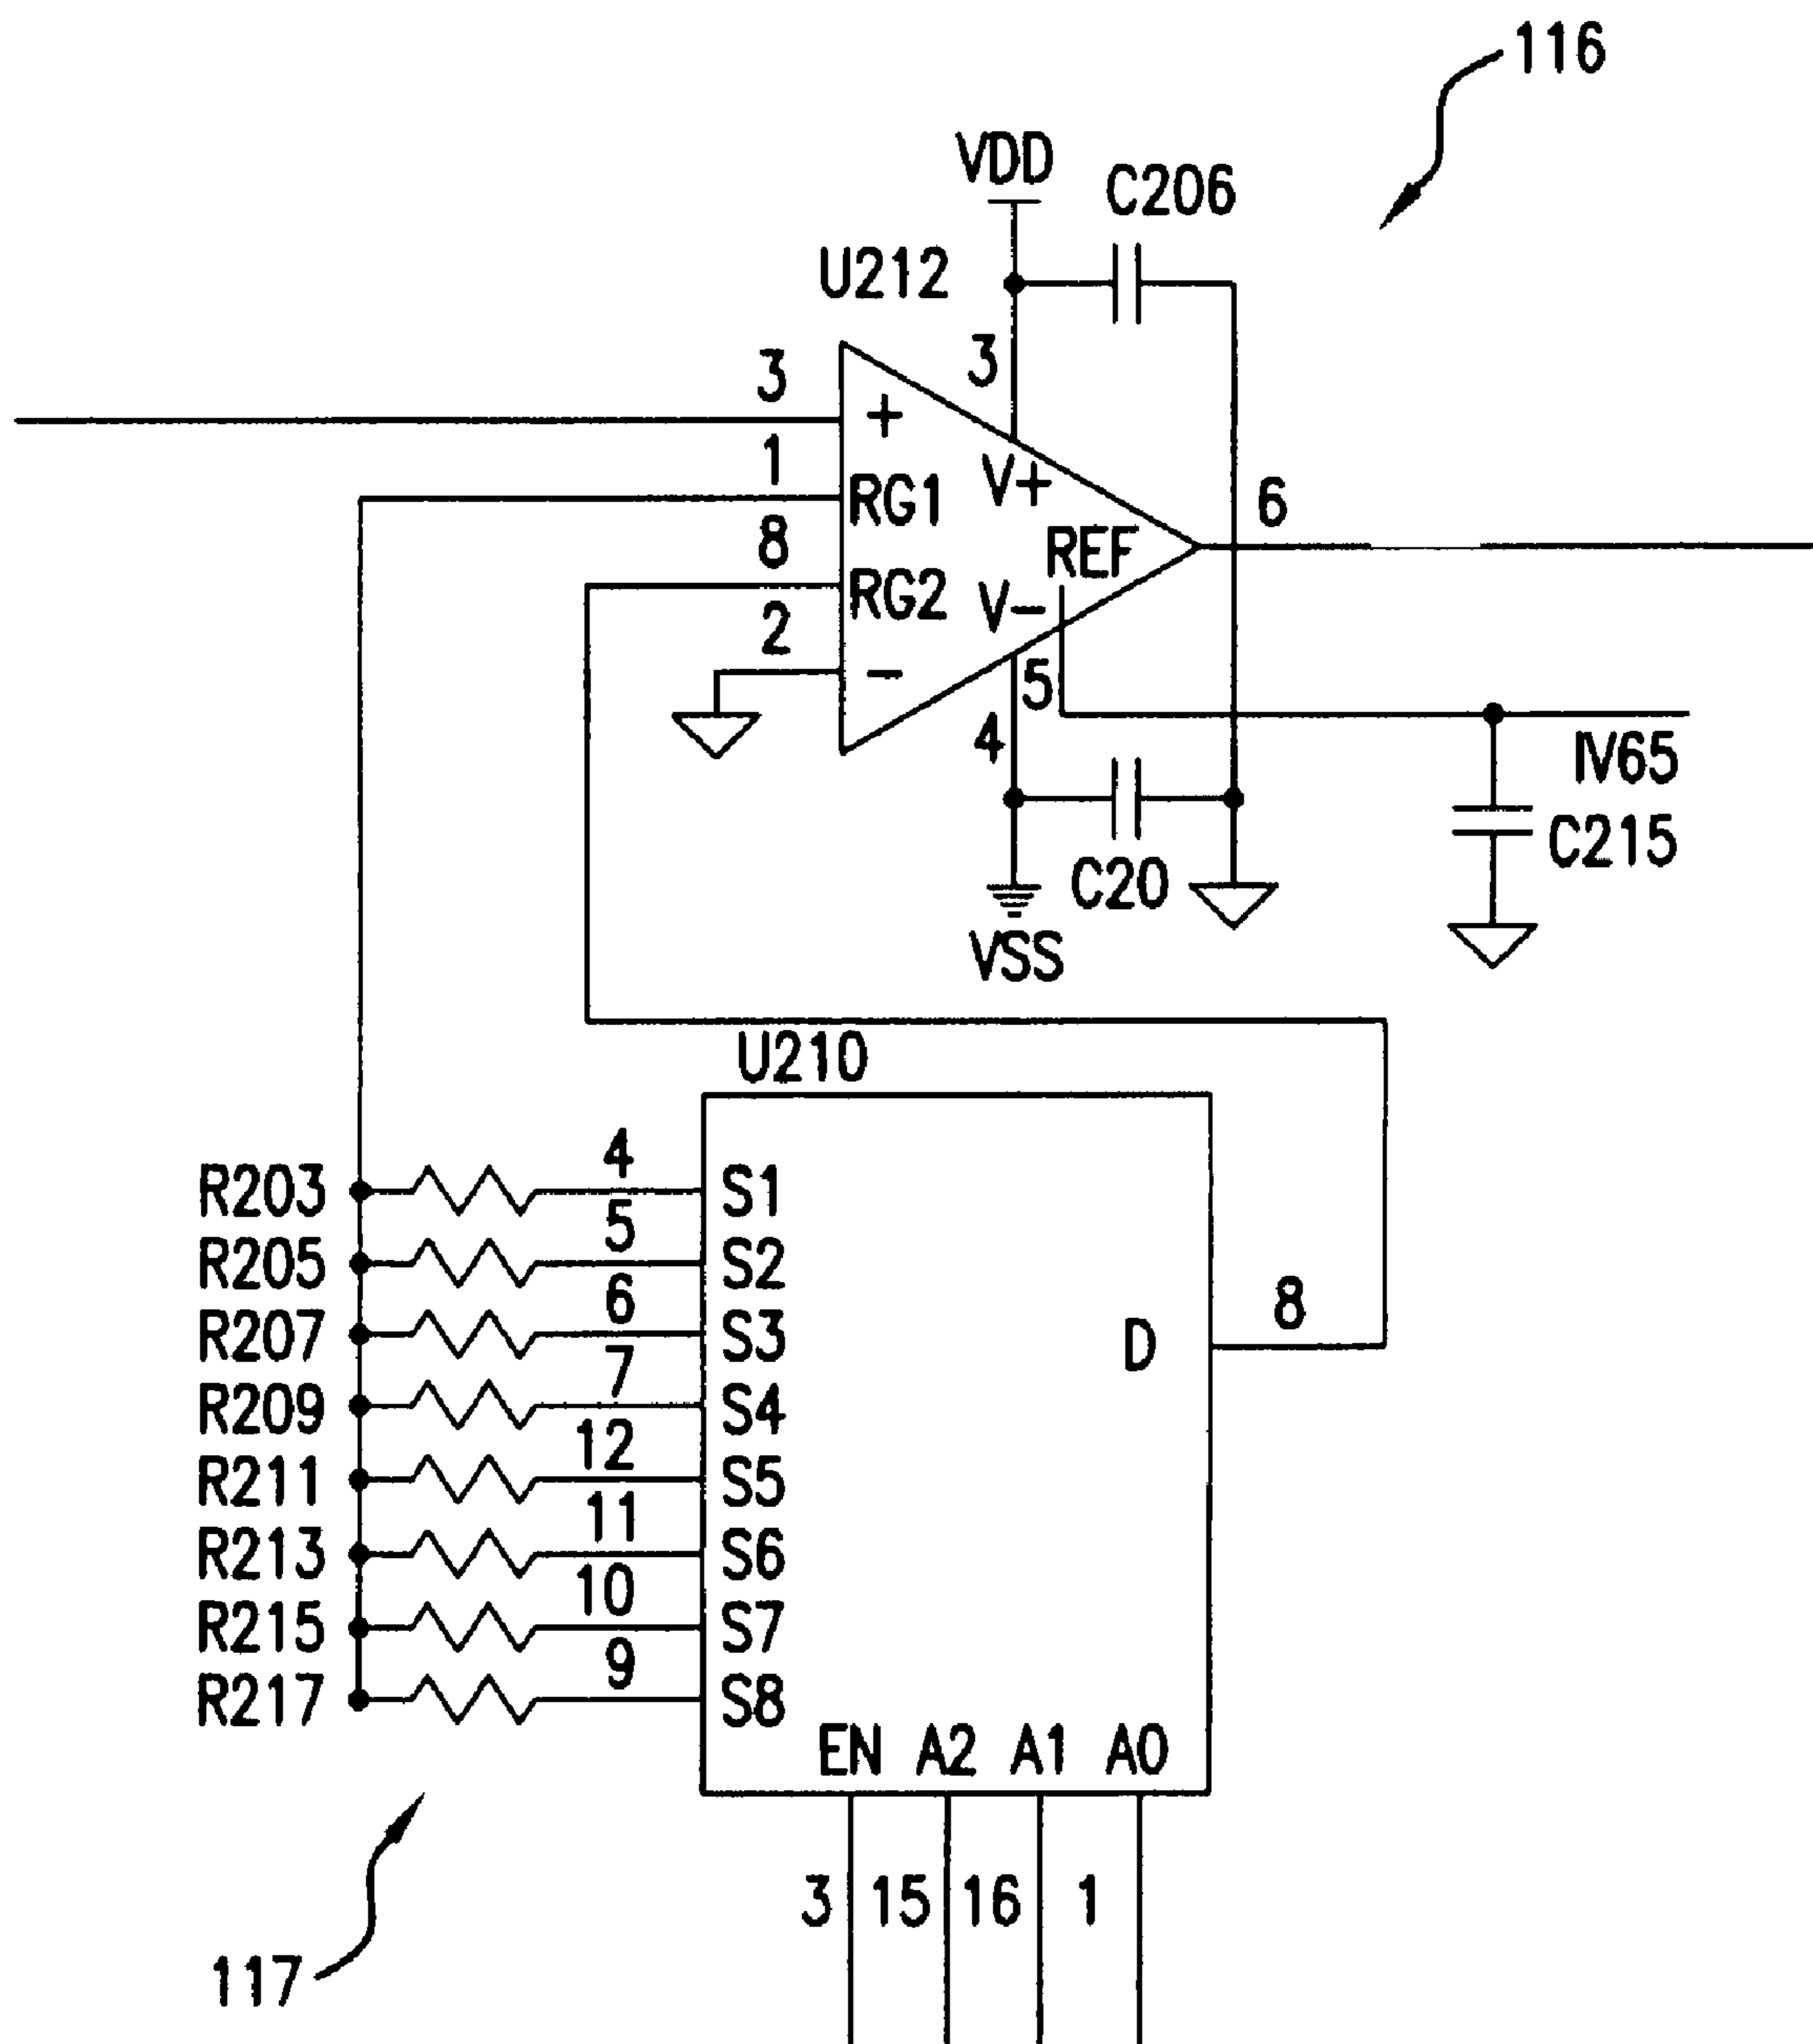 116
VDD
C206
U212
3
3
+
1
V+
RG1
6
8
REF
RG2
V-
2
-
5
4
IV65
C215
C20
VSS
U210
R203
4
S1
R205
5
S2
R207
6
S3
8
D
R209
7
S4
R211
12
S5
R213
11
S6
R215
10
S7
R217
9
S8
EN A2 A1 A0
3 15 16 1
117